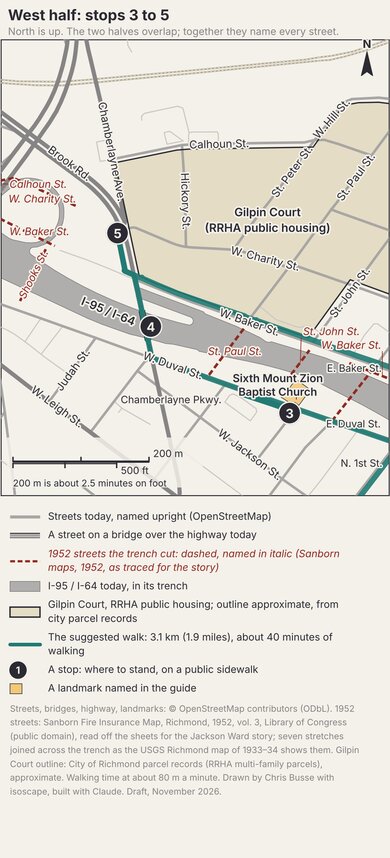 West half: stops 3 to 5
North is up. The two halves overlap; together they name every street.
N
Chamberlayne Ave.
Brook Rd.
Calhoun St.
W. Hill St.
St. Peter St.
St. Paul St.
Hickory St.
Calhoun St.
W. Charity St.
Gilpin Court
(RRHA public housing)
W. Baker St.
5
W. Charity St.
Shooks St.
St. John St.
I-95 / I-64
4
W. Baker St.
St. John St.
W. Baker St.
St. Paul St.
W. Duval St.
E. Baker St.
Judah St.
Sixth Mount Zion
Baptist Church
W. Leigh St.
Chamberlayne Pkwy.
3
E. Duval St.
W. Jackson St.
N. 1st St.
200 m
500 ft
200 m is about 2.5 minutes on foot
Streets today, named upright (OpenStreetMap)
A street on a bridge over the highway today
1952 streets the trench cut: dashed, named in italic (Sanborn
maps, 1952, as traced for the story)
I-95 / I-64 today, in its trench
Gilpin Court, RRHA public housing; outline approximate, from
city parcel records
The suggested walk: 3.1 km (1.9 miles), about 40 minutes of
walking
1
A stop: where to stand, on a public sidewalk
A landmark named in the guide
Streets, bridges, highway, landmarks: © OpenStreetMap contributors (ODbL). 1952
streets: Sanborn Fire Insurance Map, Richmond, 1952, vol. 3, Library of Congress
(public domain), read off the sheets for the Jackson Ward story; seven stretches
joined across the trench as the USGS Richmond map of 1933–34 shows them. Gilpin
Court outline: City of Richmond parcel records (RRHA multi-family parcels),
approximate. Walking time at about 80 m a minute. Drawn by Chris Busse with
isoscape, built with Claude. Draft, November 2026.